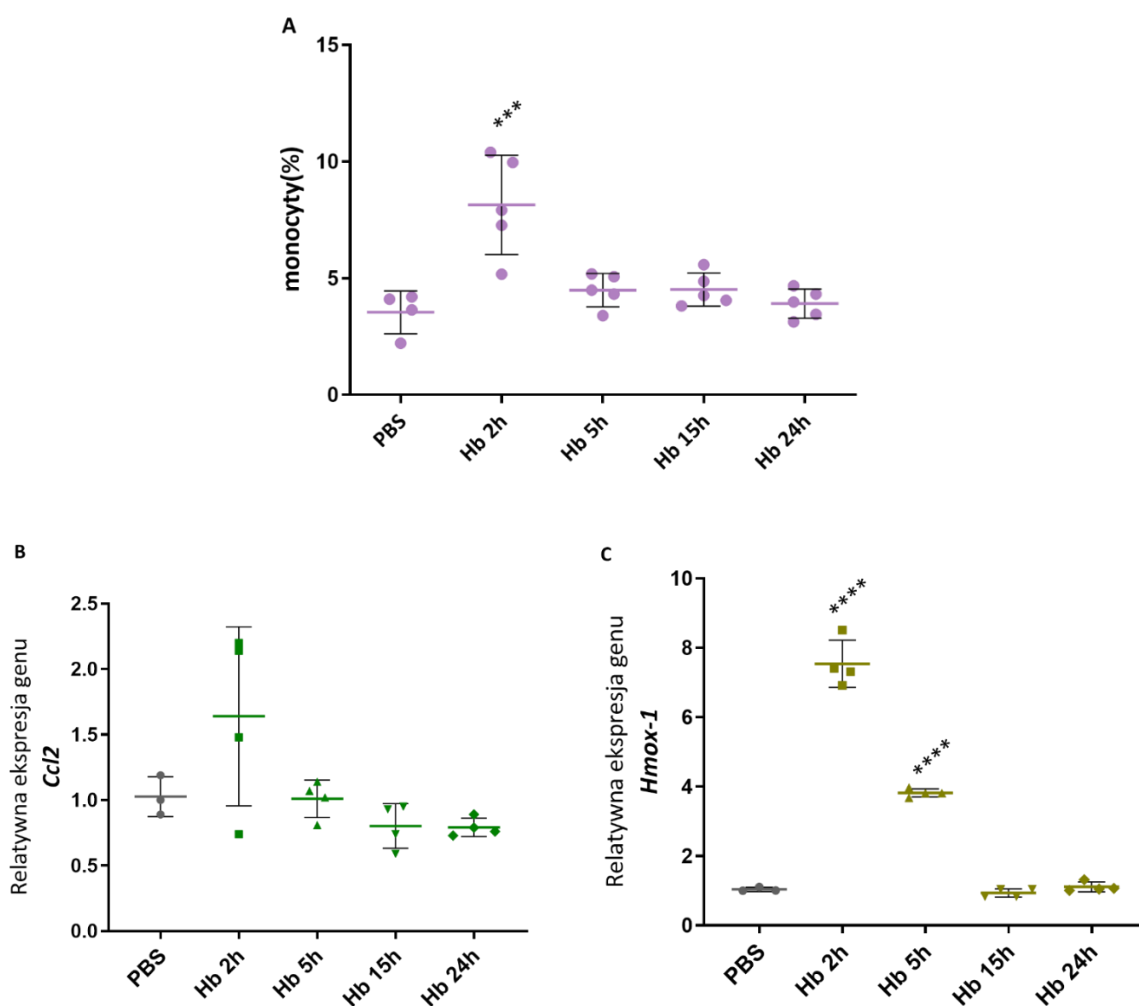 A
15
10
5
0
monocyty(%)
***
PBS
Hb 2h
Hb 5h
Hb 15h
Hb 24h
B
2.5
2.0
1.5
1.0
0.5
0.0
Relatywna ekspresja genu
Ccl2
PBS
Hb 2h
Hb 5h
Hb 15h
Hb 24h
C
10
8
6
4
2
0
Relatywna ekspresja genu
Hmox-1
****
****
PBS
Hb 2h
Hb 5h
Hb 15h
Hb 24h